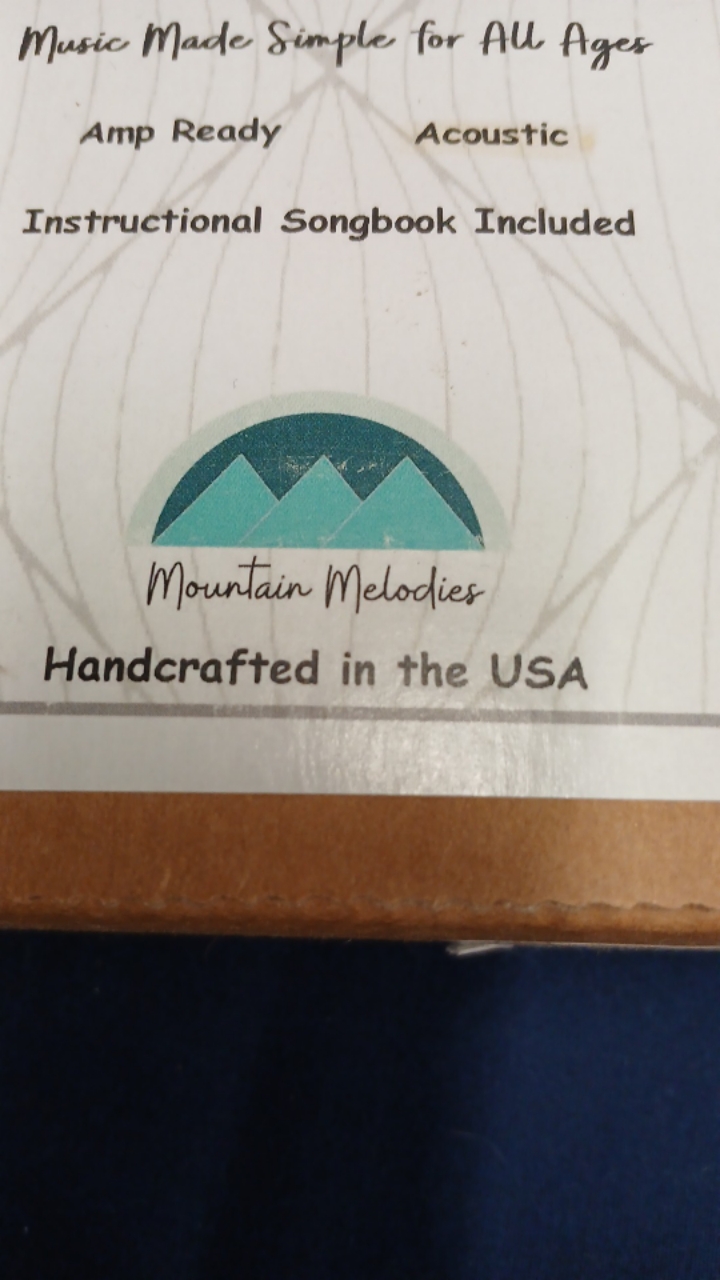 Music Made Simple for All Ages
Amp Ready Acoustic
Instructional Songbook Included
Mountain Melodies
Handcrafted in the USA